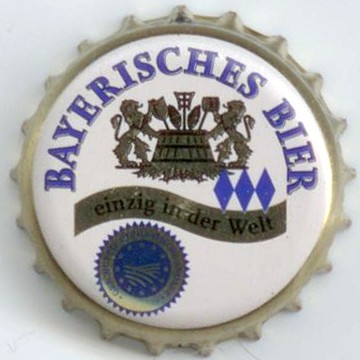 BAYERISCHES BIER
einzig in der Welt